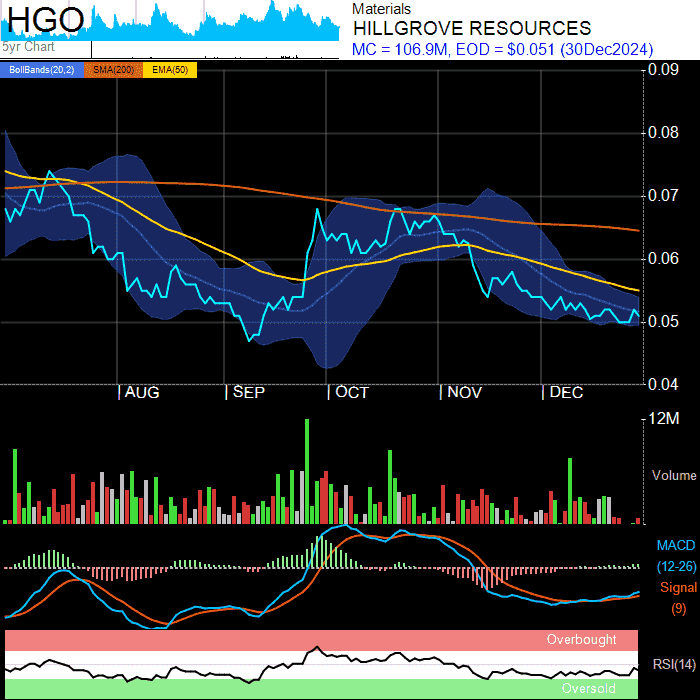 HGO
5yr Chart
Materials
HILLGROVE RESOURCES
MC = 106.9M, EOD = $0.051 (30Dec2024)
BollBands(20,2) SMA(200) EMA(50)
0.09
0.08
0.07
0.06
0.05
0.04
AUG SEP OCT NOV DEC
12M
Volume
MACD
(12-26)
Signal
(9)
Overbought
RSI(14)
Oversold